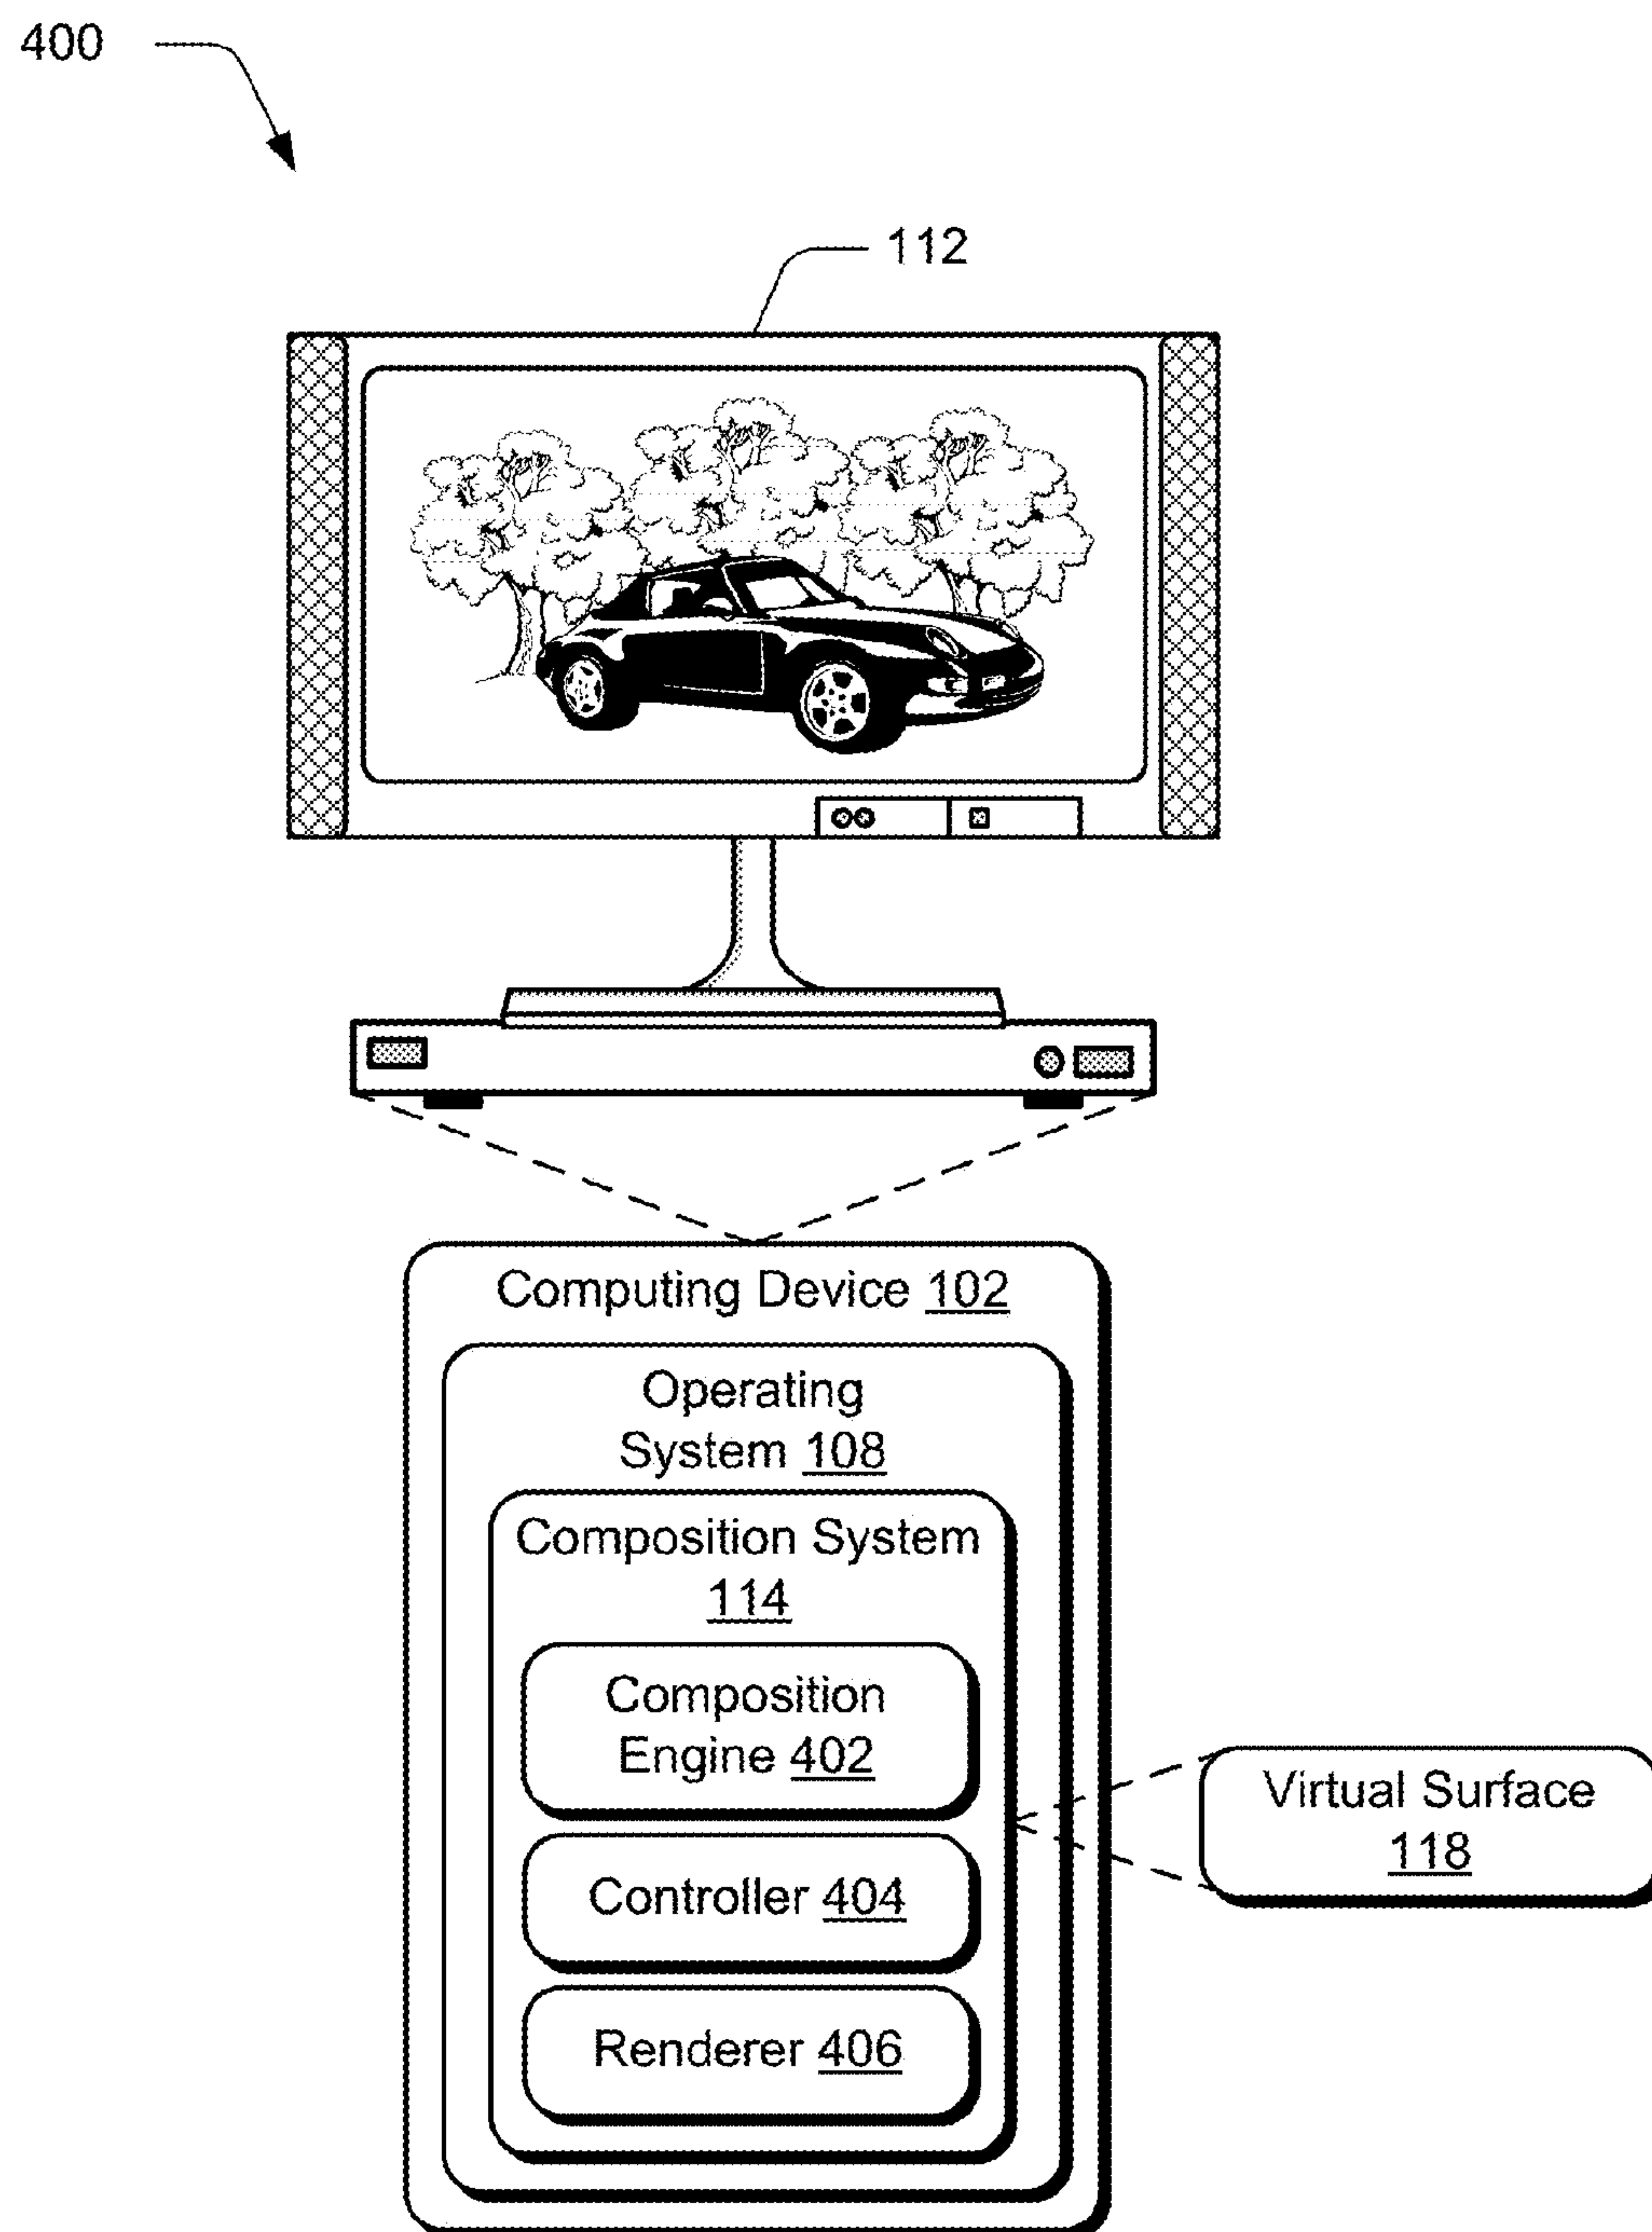 400
112
Computing Device 102
Operating
System 108
Composition System
114
Composition
Engine 402
Controller 404
Renderer 406
Virtual Surface
118